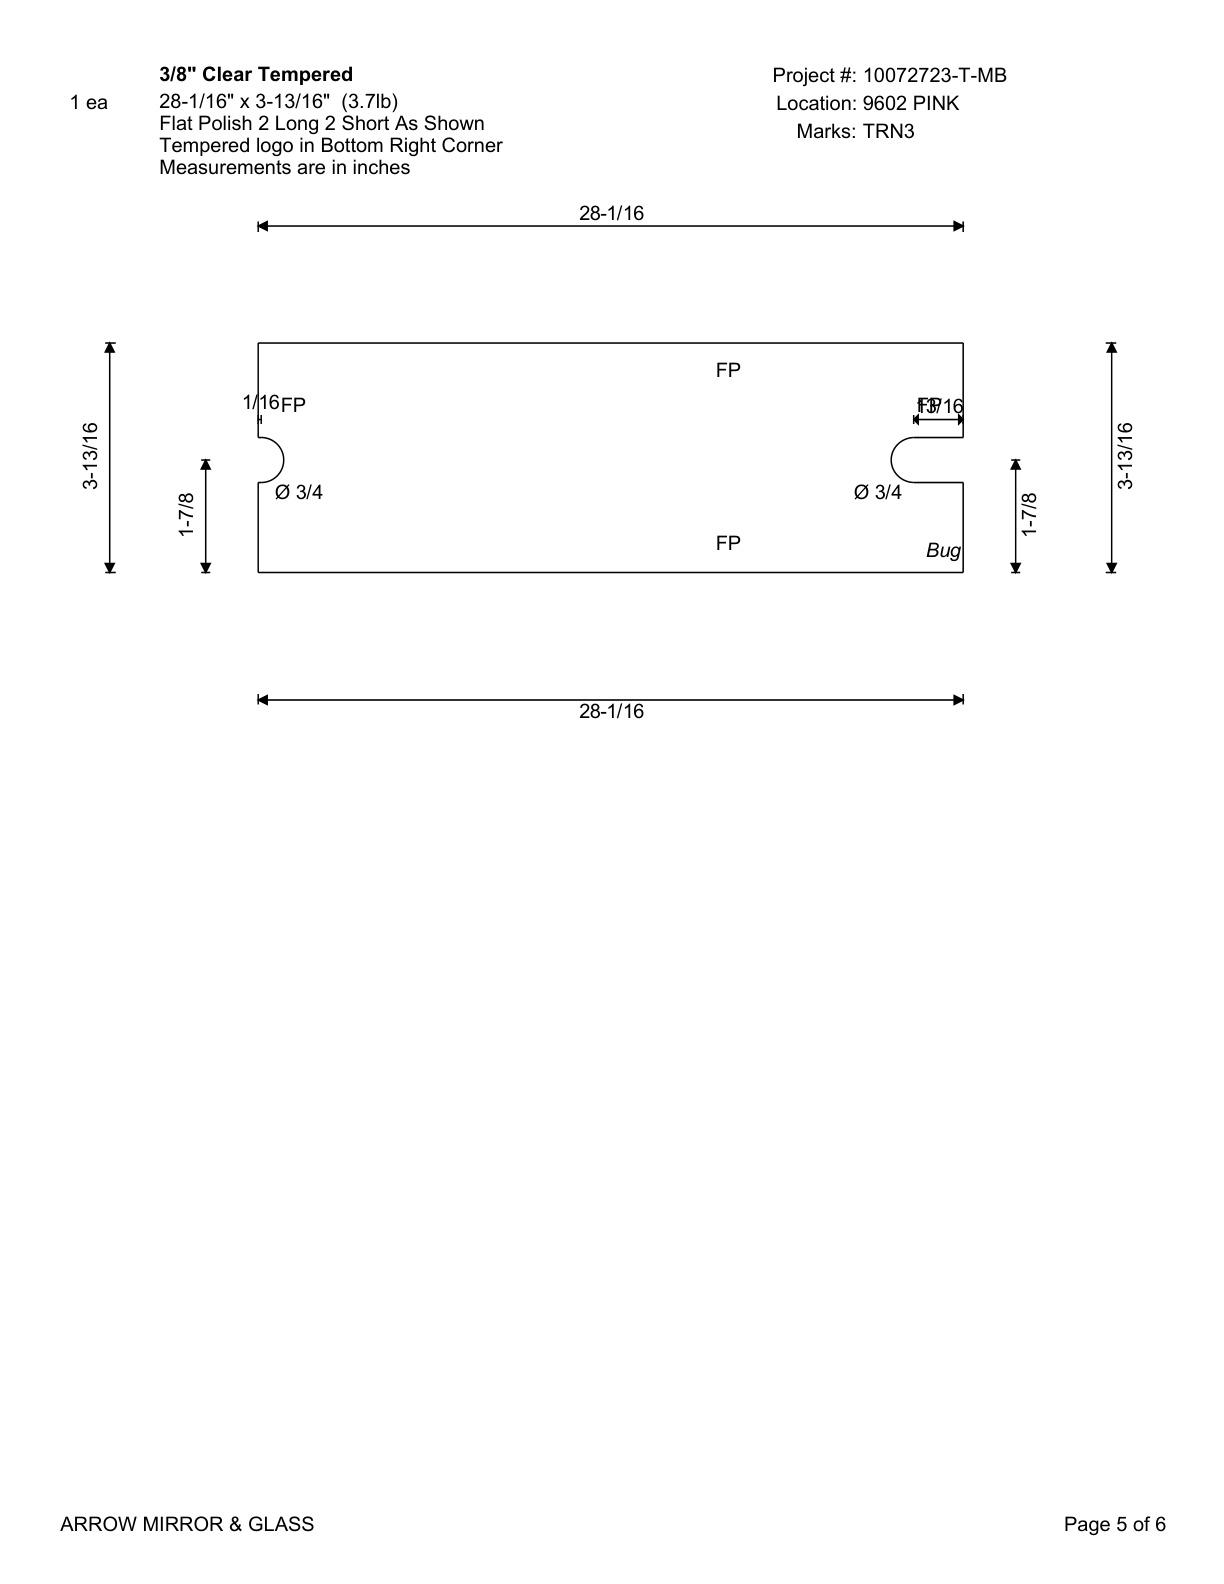 3/8" Clear Tempered
1 ea
28-1/16" x 3-13/16" (3.7lb)
Flat Polish 2 Long 2 Short As Shown
Tempered logo in Bottom Right Corner
Measurements are in inches
Project #: 10072723-T-MB
Location: 9602 PINK
Marks: TRN3
28-1/16
FP
1/16
FP
FP
13/16
3-13/16
1-7/8
Ø 3/4
Ø 3/4
1-7/8
3-13/16
FP
Bug
28-1/16
ARROW MIRROR & GLASS
Page 5 of 6